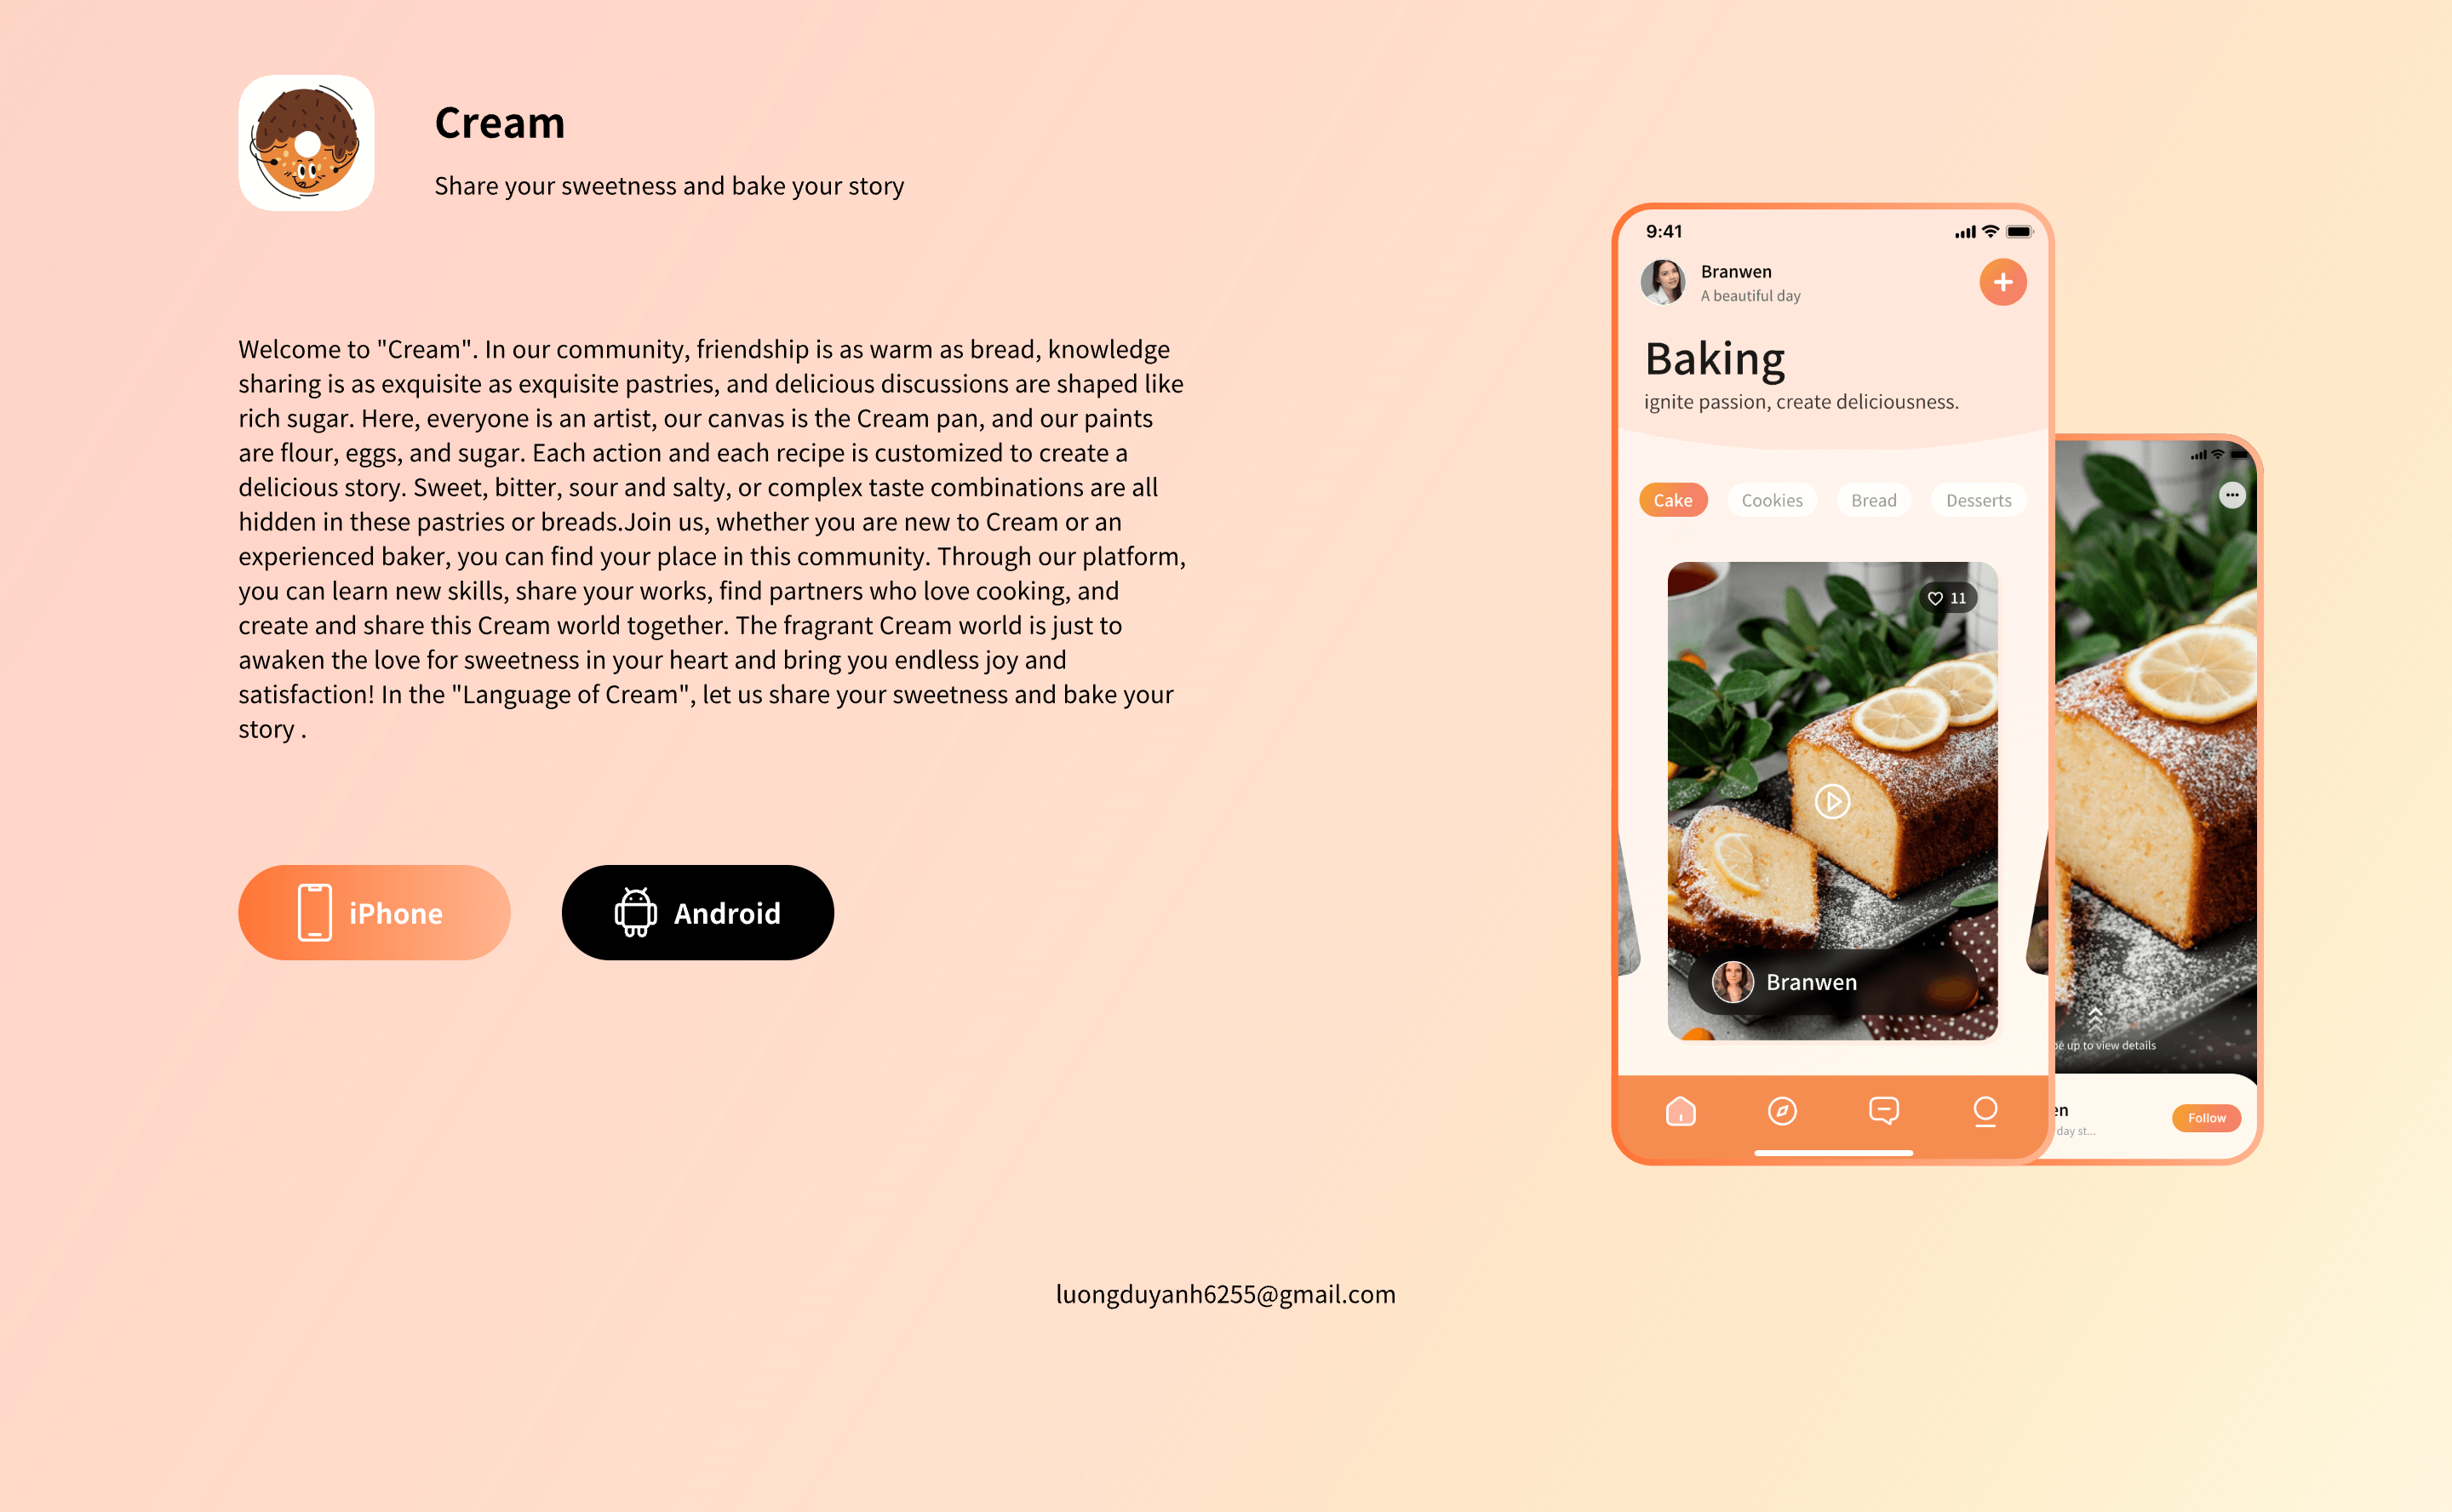 Cream
Share your sweetness and bake your story
Welcome to "Cream". In our community, friendship is as warm as bread, knowledge
sharing is as exquisite as exquisite pastries, and delicious discussions are shaped like
rich sugar. Here, everyone is an artist, our canvas is the Cream pan, and our paints
are flour, eggs, and sugar. Each action and each recipe is customized to create a
delicious story. Sweet, bitter, sour and salty, or complex taste combinations are all
hidden in these pastries or breads.Join us, whether you are new to Cream or an
experienced baker, you can find your place in this community. Through our platform,
you can learn new skills, share your works, find partners who love cooking, and
create and share this Cream world together. The fragrant Cream world is just to
awaken the love for sweetness in your heart and bring you endless joy and
satisfaction! In the "Language of Cream", let us share your sweetness and bake your
story .
iPhone
Android
9:41
Branwen
A beautiful day
Baking
ignite passion, create deliciousness.
Cake
Cookies
Bread
Desserts
11
Branwen
up to view details
Follow
day st...
luongduyanh6255@gmail.com